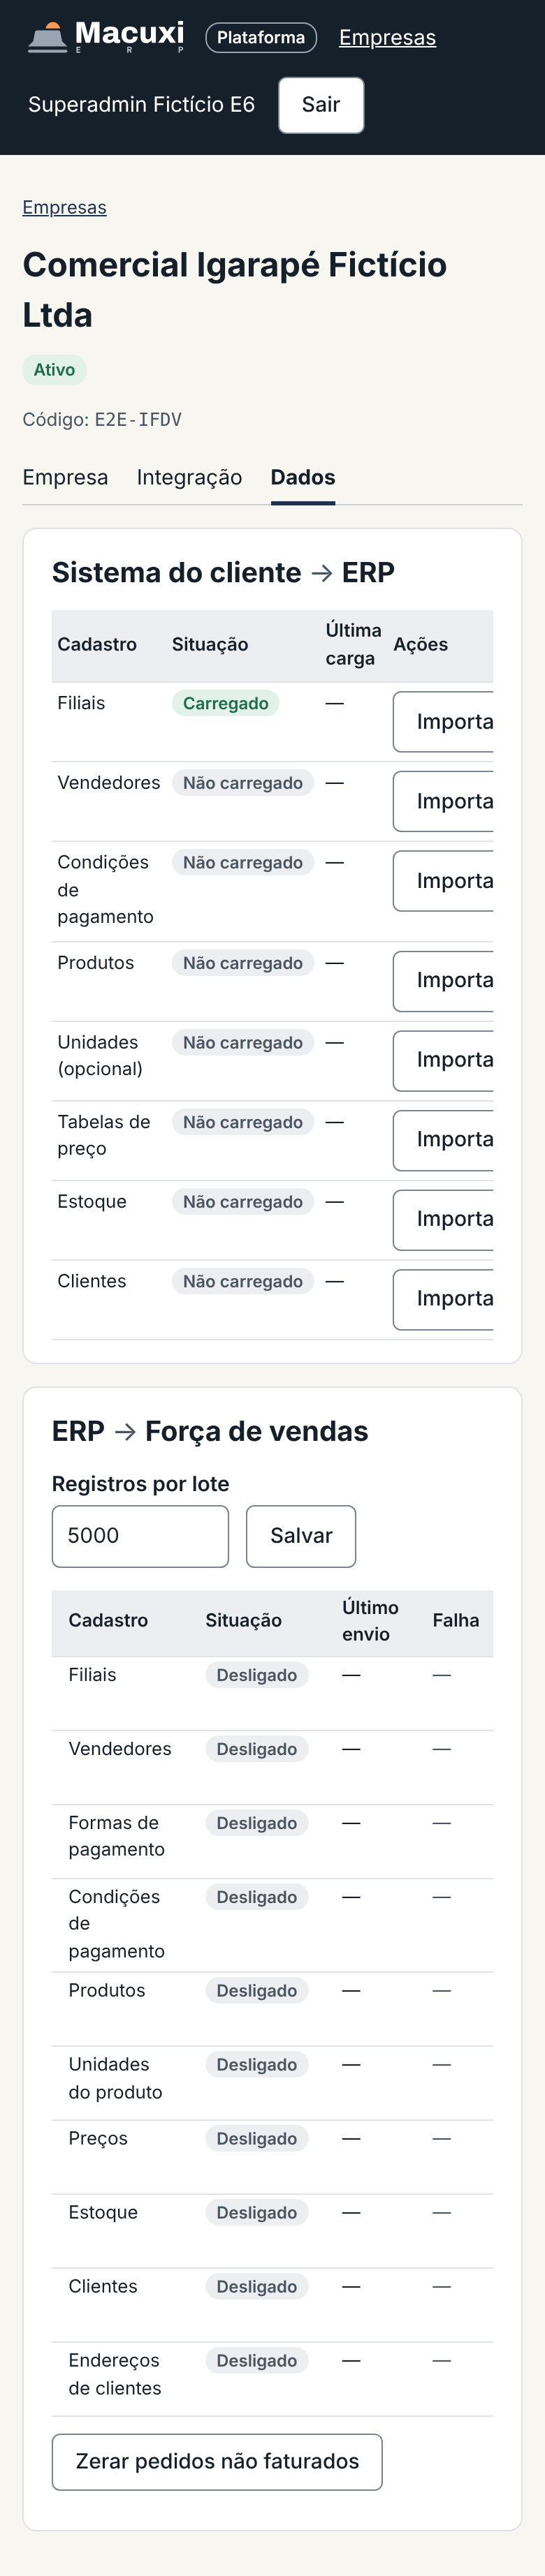 Macuxi
E R P
Plataforma
Empresas
Superadmin Fictício E6
Sair
Empresas
Comercial Igarapé Fictício
Ltda
Ativo
Código: E2E-IFDV
Empresa Integração Dados
Sistema do cliente → ERP
Cadastro Situação Última carga Ações
Filiais Carregado — Importa
Vendedores Não carregado — Importa
Condições de pagamento Não carregado — Importa
Produtos Não carregado — Importa
Unidades (opcional) Não carregado — Importa
Tabelas de preço Não carregado — Importa
Estoque Não carregado — Importa
Clientes Não carregado — Importa
ERP → Força de vendas
Registros por lote
5000 Salvar
Cadastro Situação Último envio Falha
Filiais Desligado — —
Vendedores Desligado — —
Formas de pagamento Desligado — —
Condições de pagamento Desligado — —
Produtos Desligado — —
Unidades do produto Desligado — —
Preços Desligado — —
Estoque Desligado — —
Clientes Desligado — —
Endereços de clientes Desligado — —
Zerar pedidos não faturados